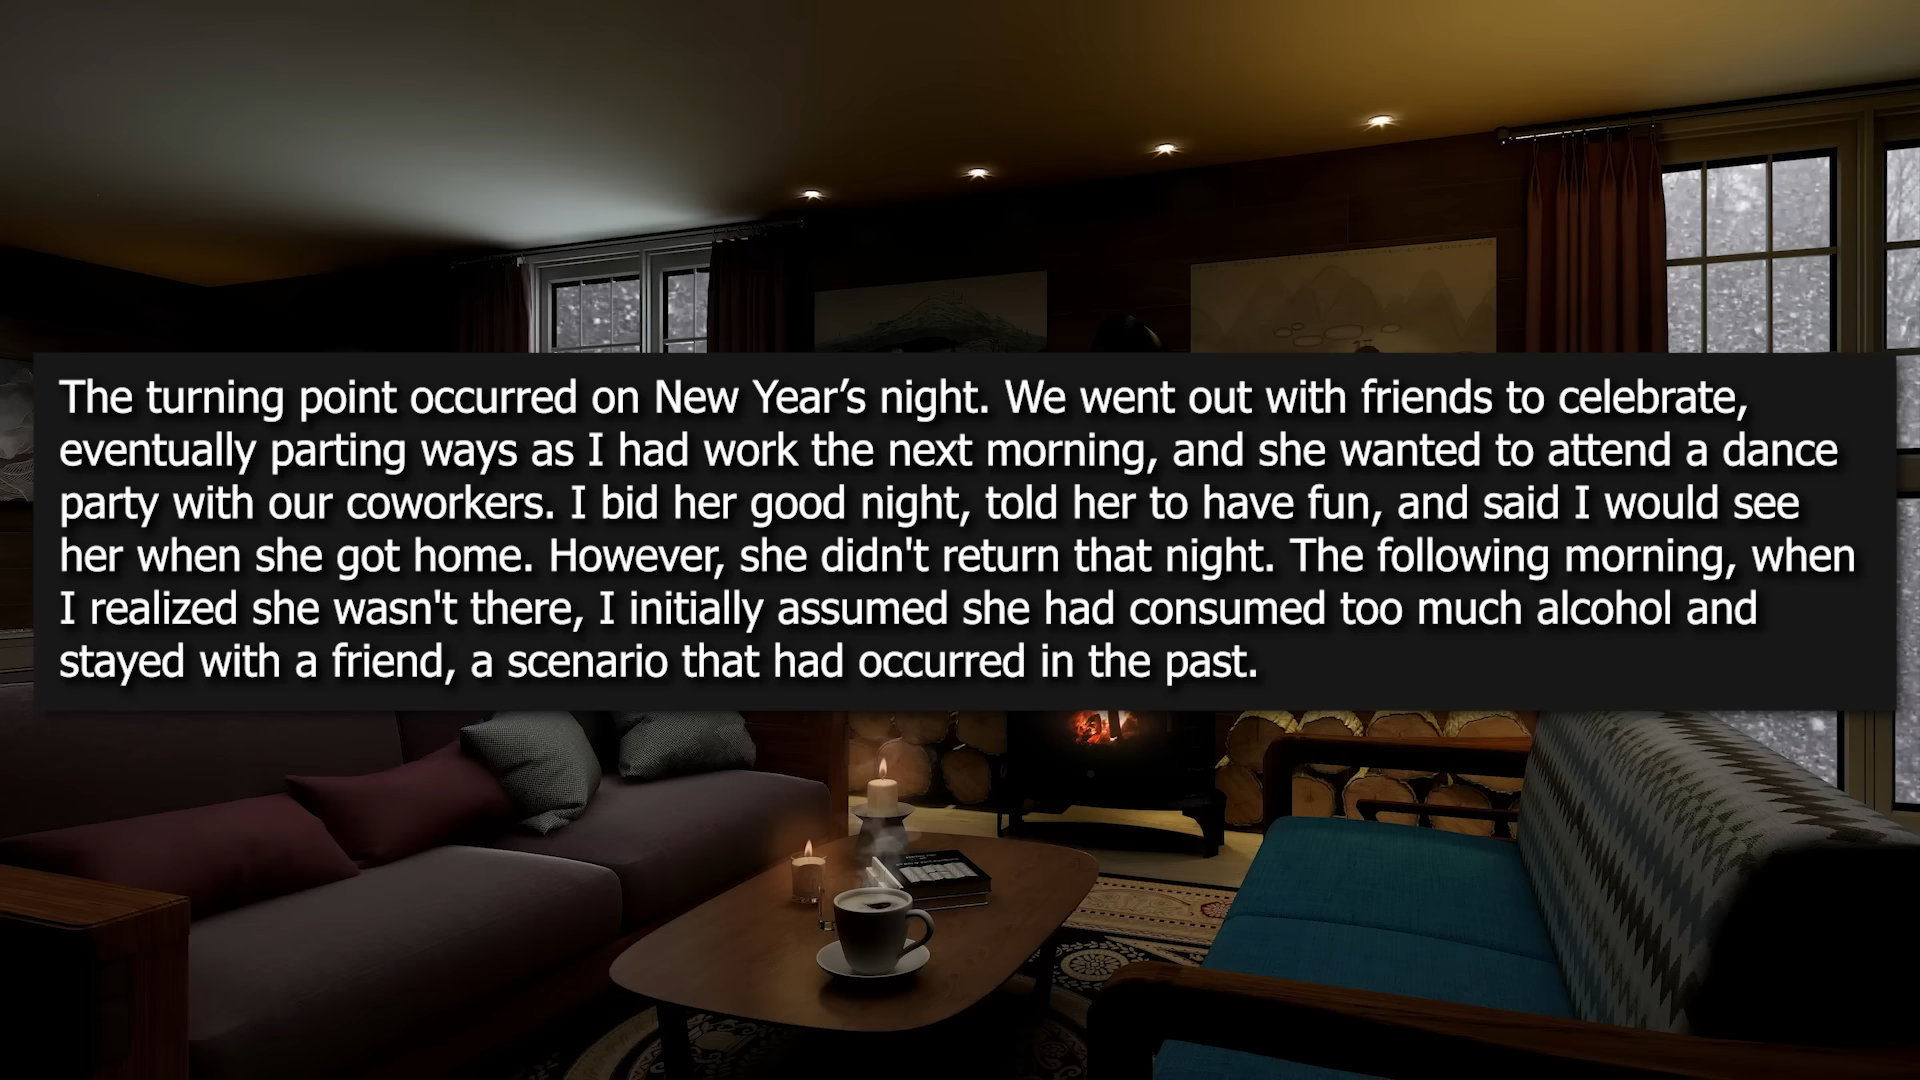 The turning point occurred on New Year’s night. We went out with friends to celebrate,
eventually parting ways as I had work the next morning, and she wanted to attend a dance
party with our coworkers. I bid her good night, told her to have fun, and said I would see
her when she got home. However, she didn't return that night. The following morning, when
I realized she wasn't there, I initially assumed she had consumed too much alcohol and
stayed with a friend, a scenario that had occurred in the past.